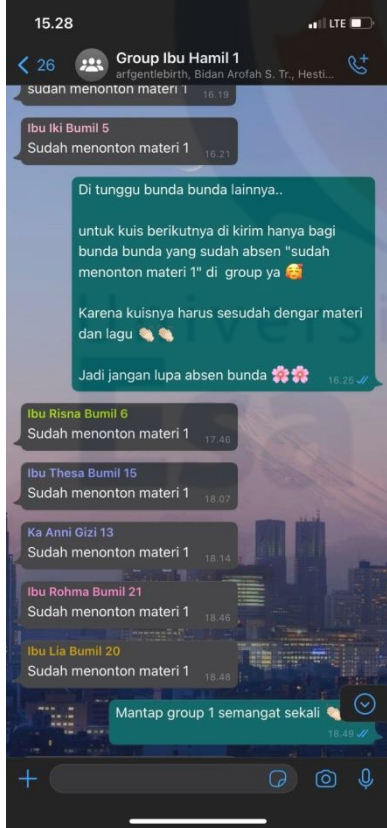 15.28
LTE
26
Group Ibu Hamil 1
arfgentlebirth, Bidan Arofah S. Tr., Hesti...
sudah menonton materi 1 16.19
Ibu Iki Bumil 5
Sudah menonton materi 1 16.21
Di tunggu bunda bunda lainnya..
untuk kuis berikutnya di kirim hanya bagi
bunda bunda yang sudah absen "sudah
menonton materi 1" di group ya 🥰
Karena kuisnya harus sesudah dengar materi
dan lagu 👏🏻👏🏻
Jadi jangan lupa absen bunda 🌸🌸 16.25
Ibu Risna Bumil 6
Sudah menonton materi 1 17.46
Ibu Thesa Bumil 15
Sudah menonton materi 1 18.07
Ka Anni Gizi 13
Sudah menonton materi 1 18.14
Ibu Rohma Bumil 21
Sudah menonton materi 1 18.46
Ibu Lia Bumil 20
Sudah menonton materi 1 18.48
Mantap group 1 semangat sekali 👏🏻
18.49